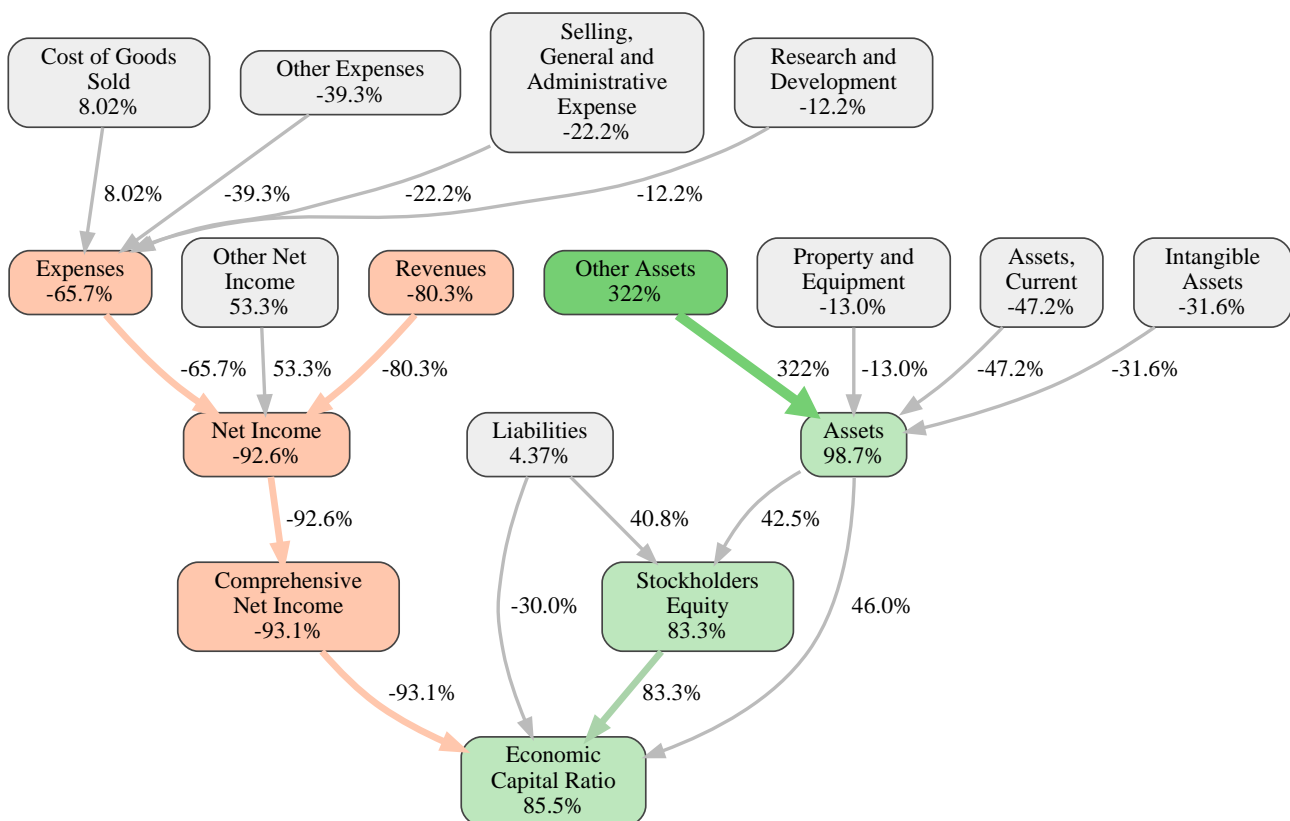 Cost of Goods
Sold
8.02%
Other Expenses
-39.3%
Selling,
General and
Administrative
Expense
-22.2%
Research and
Development
-12.2%
8.02%
-39.3%
-22.2%
-12.2%
Expenses
-65.7%
Other Net
Income
53.3%
Revenues
-80.3%
Other Assets
322%
Property and
Equipment
-13.0%
Assets,
Current
-47.2%
Intangible
Assets
-31.6%
-65.7%
53.3%
-80.3%
322%
-13.0%
-47.2%
-31.6%
Net Income
-92.6%
Liabilities
4.37%
Assets
98.7%
-92.6%
40.8%
42.5%
Comprehensive
Net Income
-93.1%
-30.0%
Stockholders
Equity
83.3%
46.0%
-93.1%
83.3%
Economic
Capital Ratio
85.5%